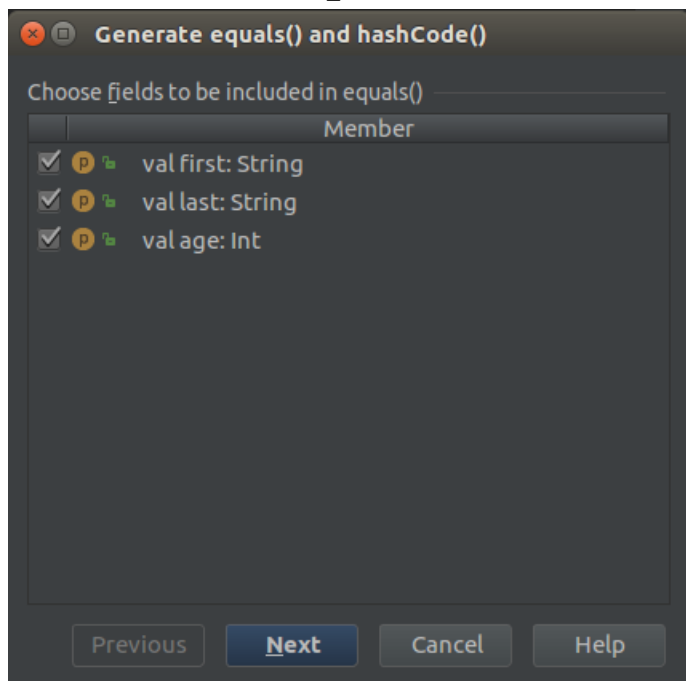 Generate equals() and hashCode()
Choose fields to be included in equals()
Member
p val first: String
p val last: String
p val age: Int
Previous Next Cancel Help